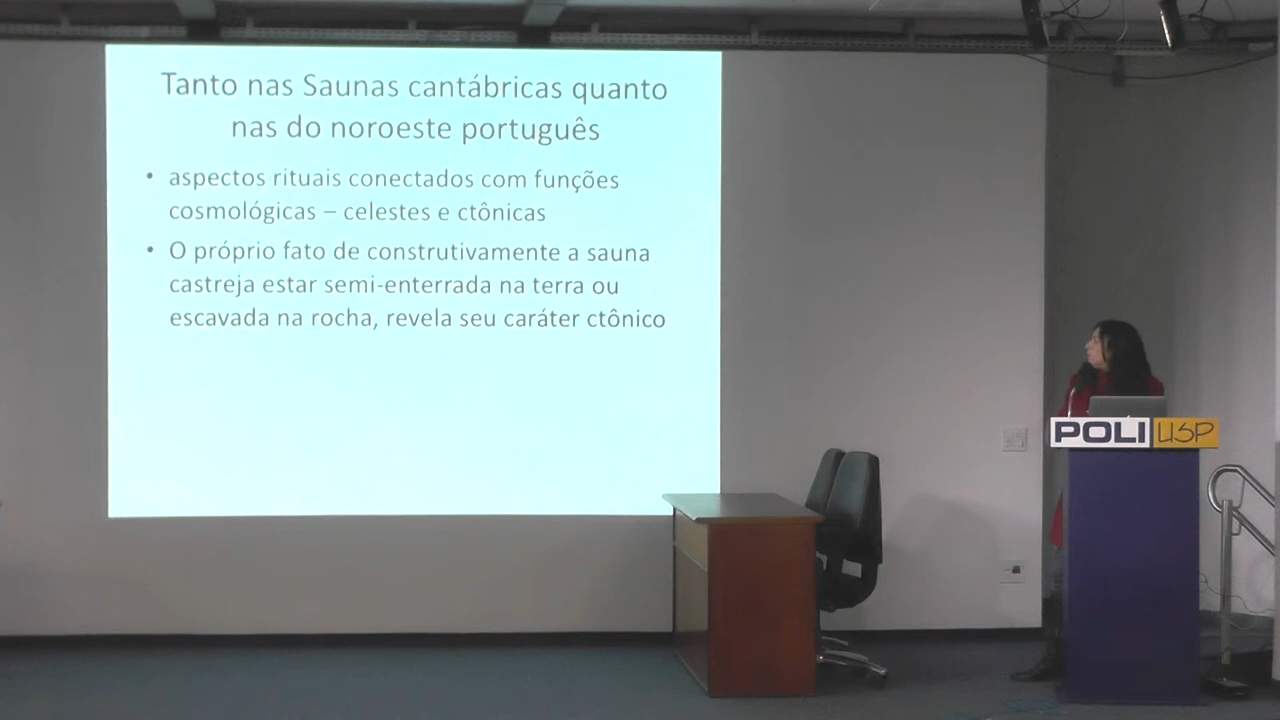 Tanto nas Saunas cantábricas quanto
nas do noroeste português
• aspectos rituais conectados com funções
cosmológicas – celestes e ctônicas
• O próprio fato de construtivamente a sauna
castreja estar semi-enterrada na terra ou
escavada na rocha, revela seu caráter ctônico
POLI USP